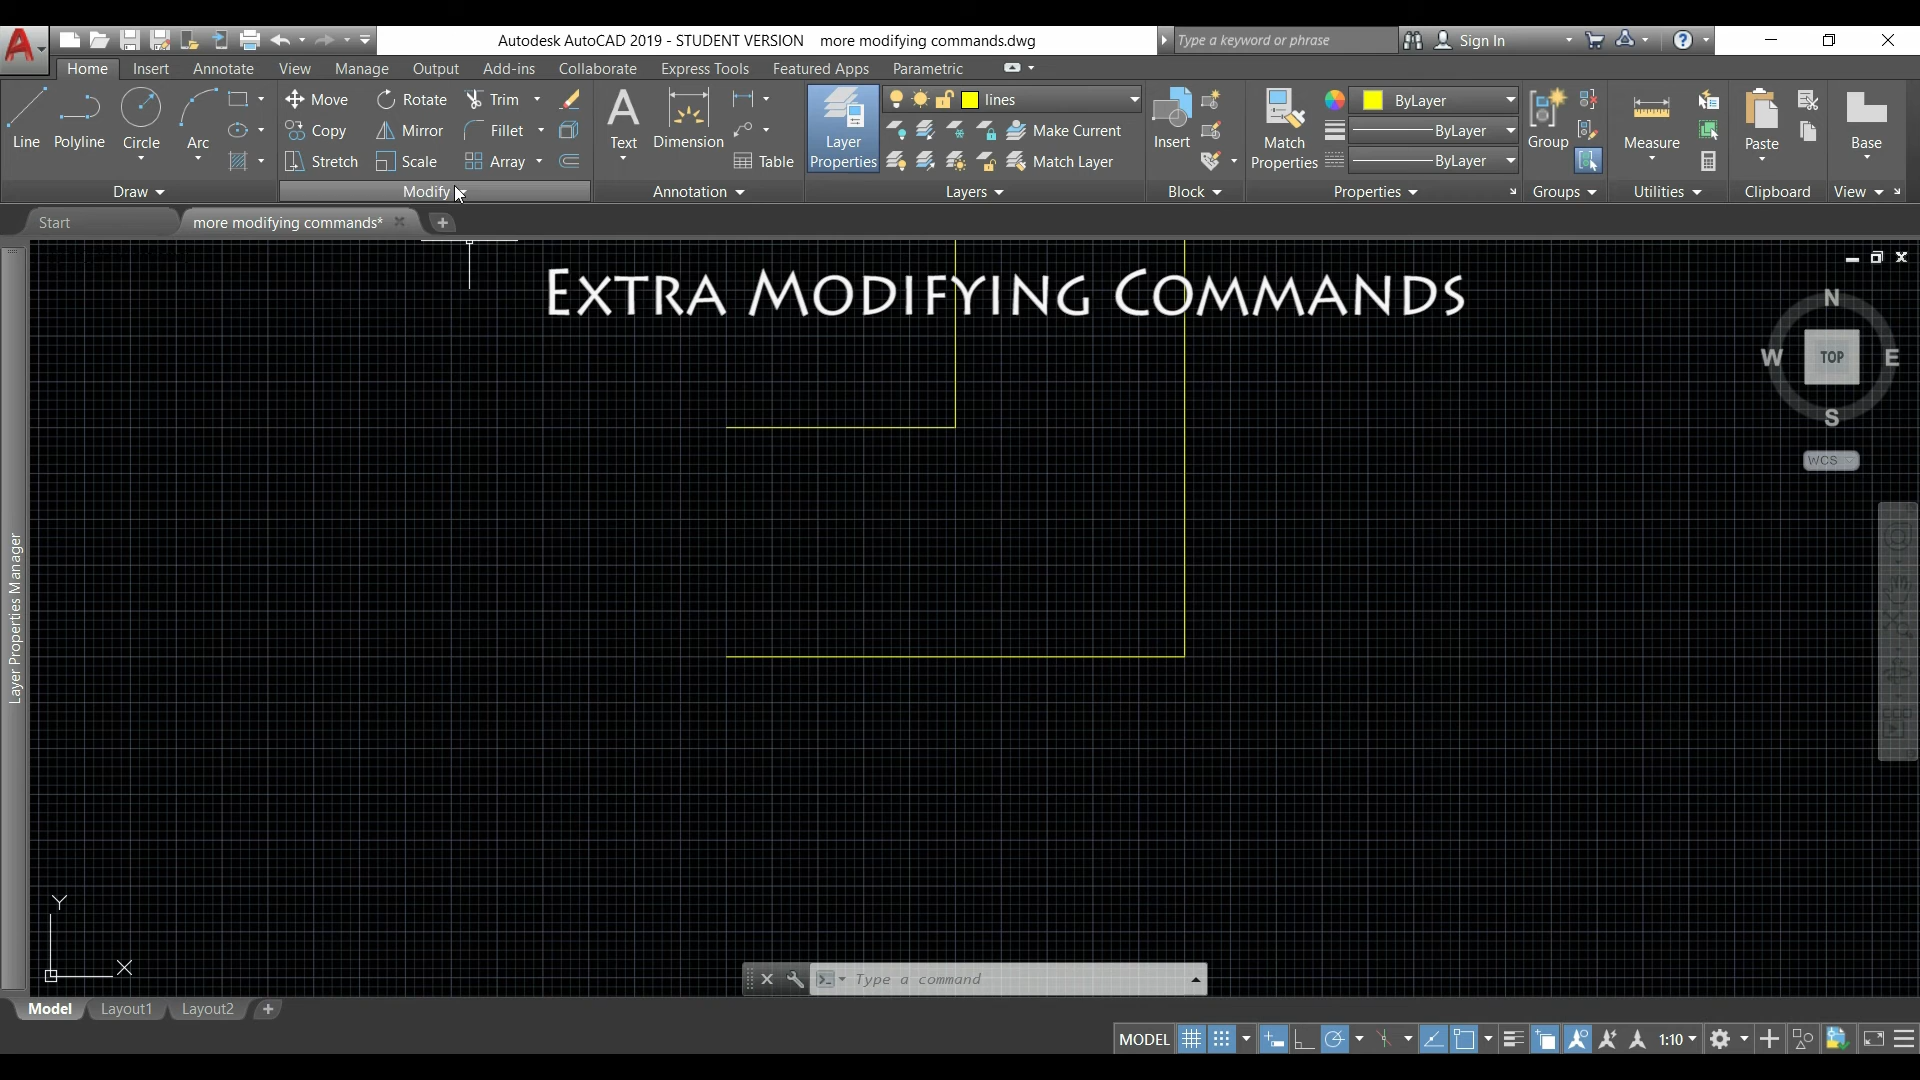 Autodesk AutoCAD 2019 - STUDENT VERSION more modifying commands.dwg
Type a keyword or phrase
Sign In
Home Insert Annotate View Manage Output Add-ins Collaborate Express Tools Featured Apps Parametric
Line Polyline Circle Arc
Draw
Move Rotate Trim
Copy Mirror Fillet
Stretch Scale Array
Modify
Text Dimension Table
Annotation
Layer Properties
lines
Make Current
Match Layer
Layers
Insert
Block
Match Properties
ByLayer
ByLayer
ByLayer
Properties
Group
Groups
Measure
Utilities
Paste
Clipboard
Base
View
Start more modifying commands*
Extra Modifying Commands
N
W TOP E
S
WCS
Layer Properties Manager
Y
X
Type a command
Model Layout1 Layout2
MODEL 1:10